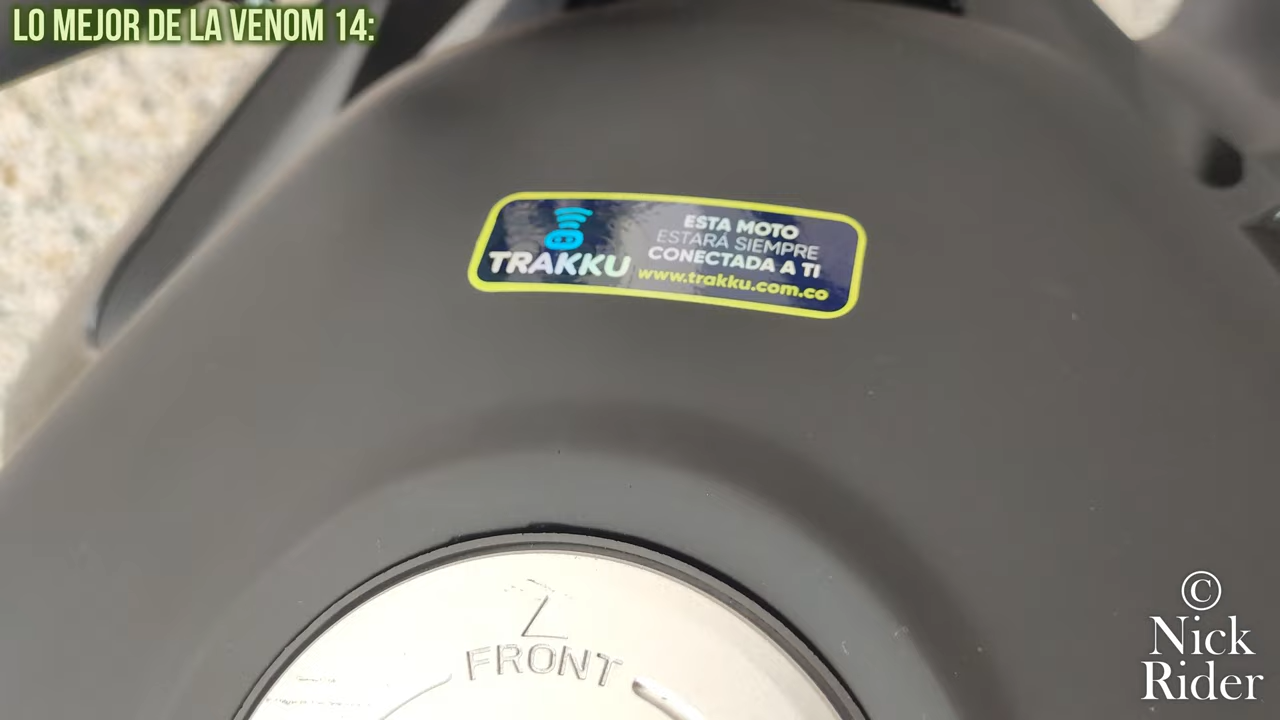 LO MEJOR DE LA VENOM 14:
TRAKKU
ESTA MOTO
ESTARÁ SIEMPRE
CONECTADA A TI
www.trakku.com.co
FRONT
©
Nick
Rider